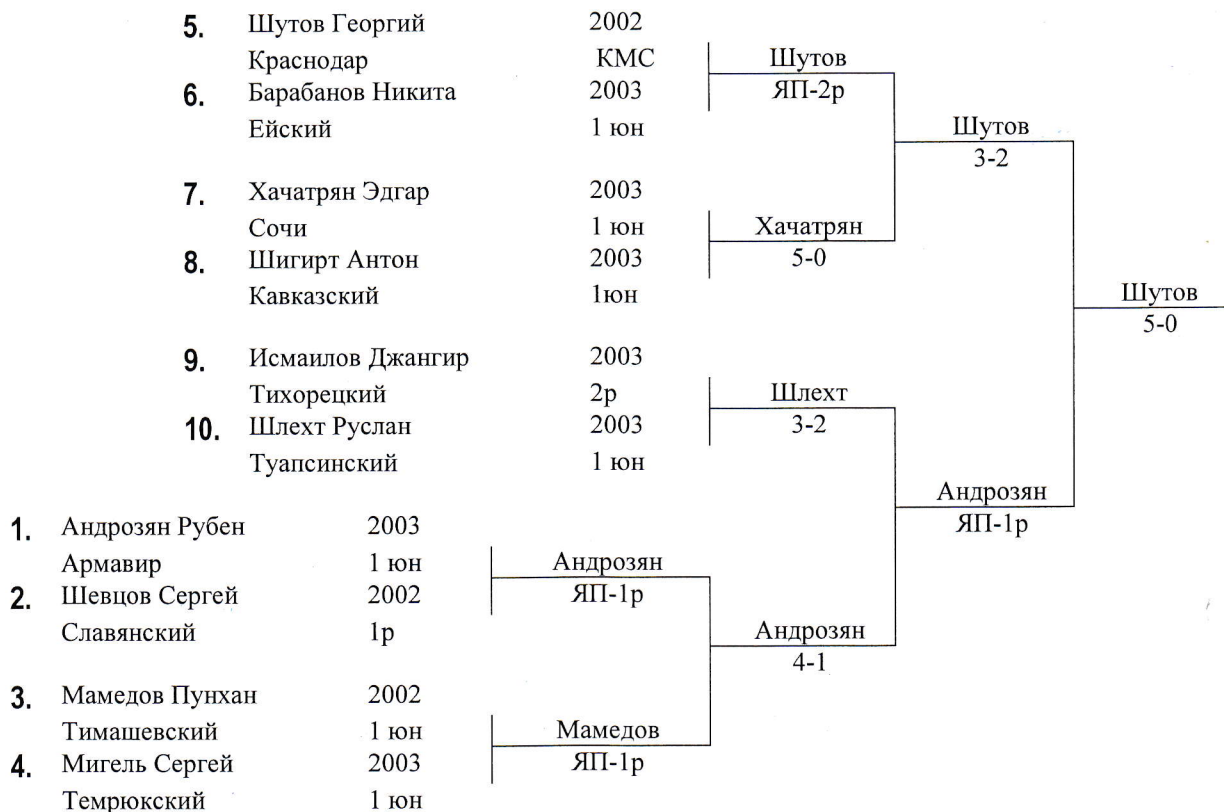 5. Шутов Георгий 2002
Краснодар КМС
Шутов
6. Барабанов Никита 2003
ЯП-2р
Ейский 1 юн
Шутов
3-2
7. Хачатрян Эдгар 2003
Сочи 1 юн
Хачатрян
8. Шигирт Антон 2003
5-0
Кавказский 1юн
Шутов
5-0
9. Исмаилов Джангир 2003
Тихорецкий 2р
Шлехт
10. Шлехт Руслан 2003
3-2
Туапсинский 1 юн
Андрозян
ЯП-1р
1. Андрозян Рубен 2003
Армавир 1 юн
Андрозян
2. Шевцов Сергей 2002
ЯП-1р
Славянский 1р
Андрозян
4-1
3. Мамедов Пунхан 2002
Тимашевский 1 юн
Мамедов
4. Мигель Сергей 2003
ЯП-1р
Темрюкский 1 юн